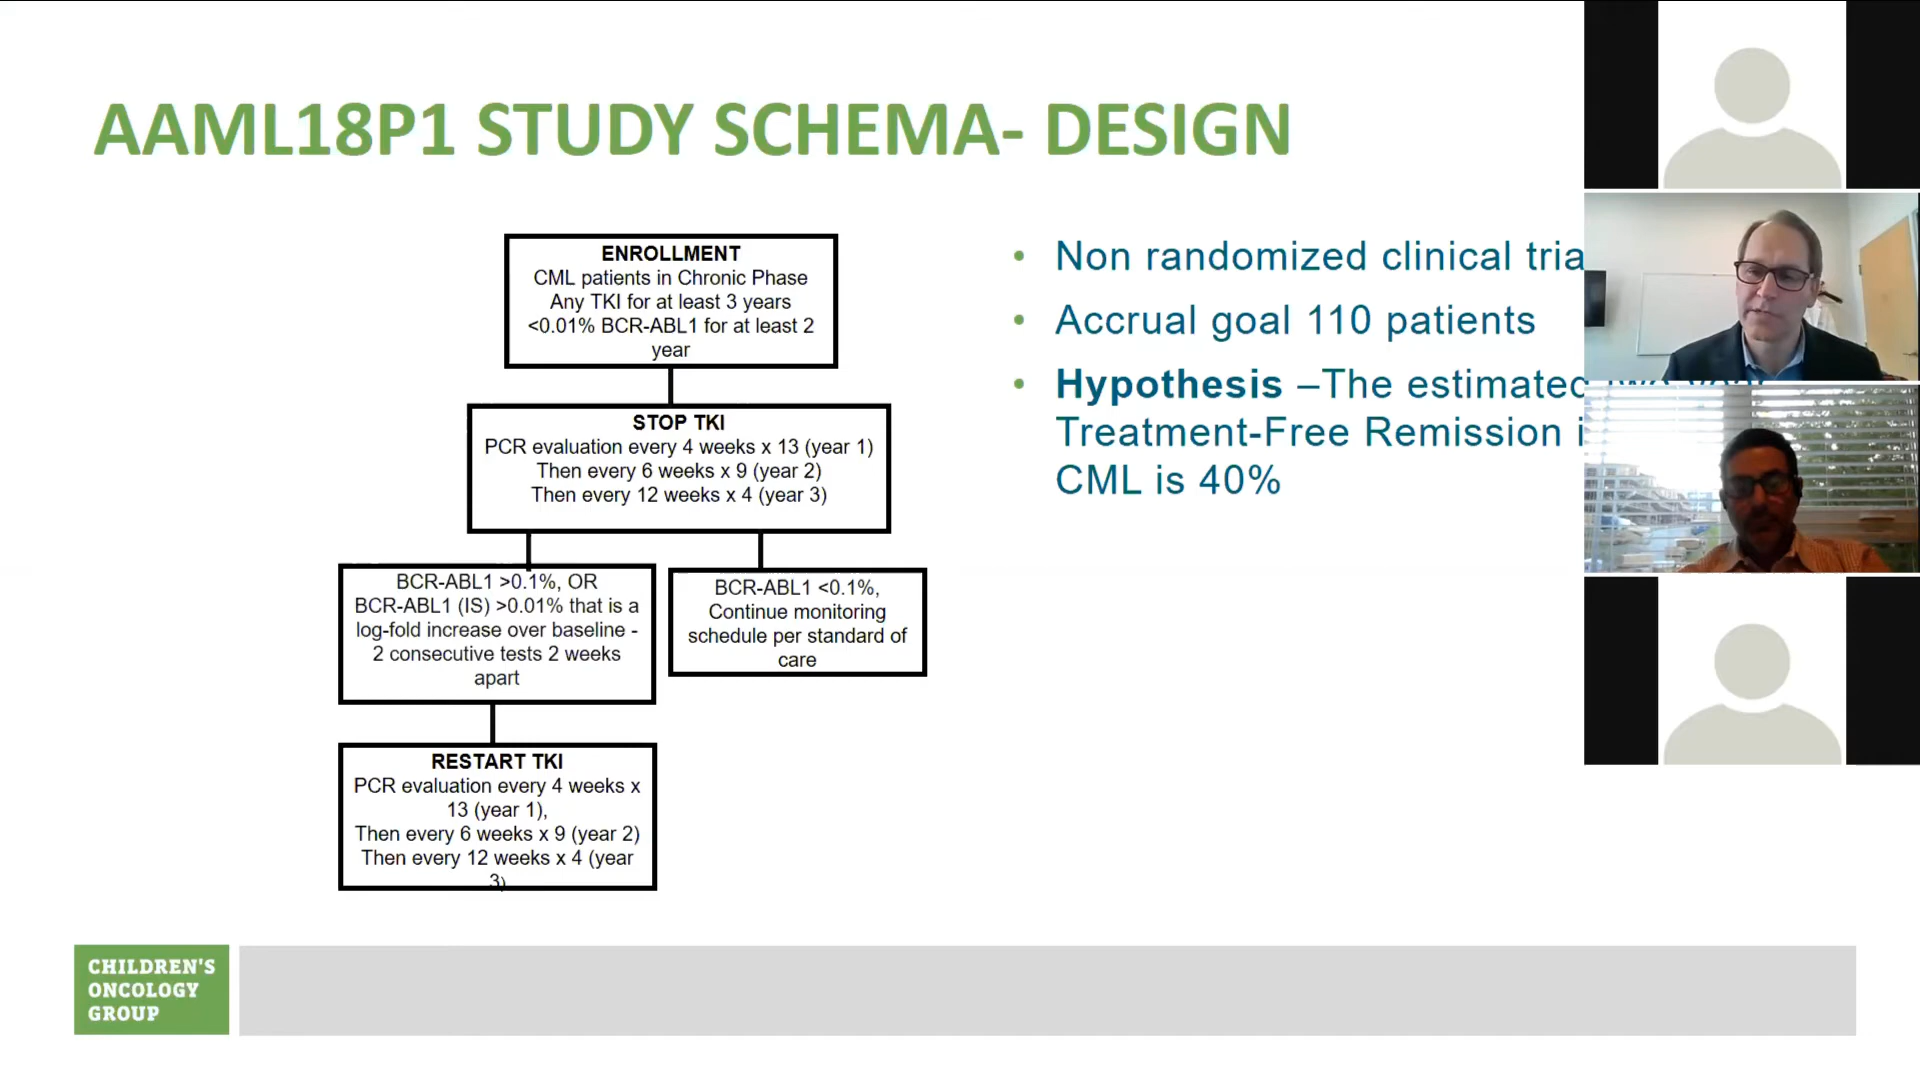 AAML18P1 STUDY SCHEMA- DESIGN
ENROLLMENT
CML patients in Chronic Phase
Any TKI for at least 3 years
<0.01% BCR-ABL1 for at least 2
year
STOP TKI
PCR evaluation every 4 weeks x 13 (year 1)
Then every 6 weeks x 9 (year 2)
Then every 12 weeks x 4 (year 3)
BCR-ABL1 >0.1%, OR
BCR-ABL1 (IS) >0.01% that is a
log-fold increase over baseline -
2 consecutive tests 2 weeks
apart
BCR-ABL1 <0.1%,
Continue monitoring
schedule per standard of
care
RESTART TKI
PCR evaluation every 4 weeks x
13 (year 1),
Then every 6 weeks x 9 (year 2)
Then every 12 weeks x 4 (year
3)
• Non randomized clinical tria
• Accrual goal 110 patients
• Hypothesis –The estimated
Treatment-Free Remission i
CML is 40%
CHILDREN'S
ONCOLOGY
GROUP